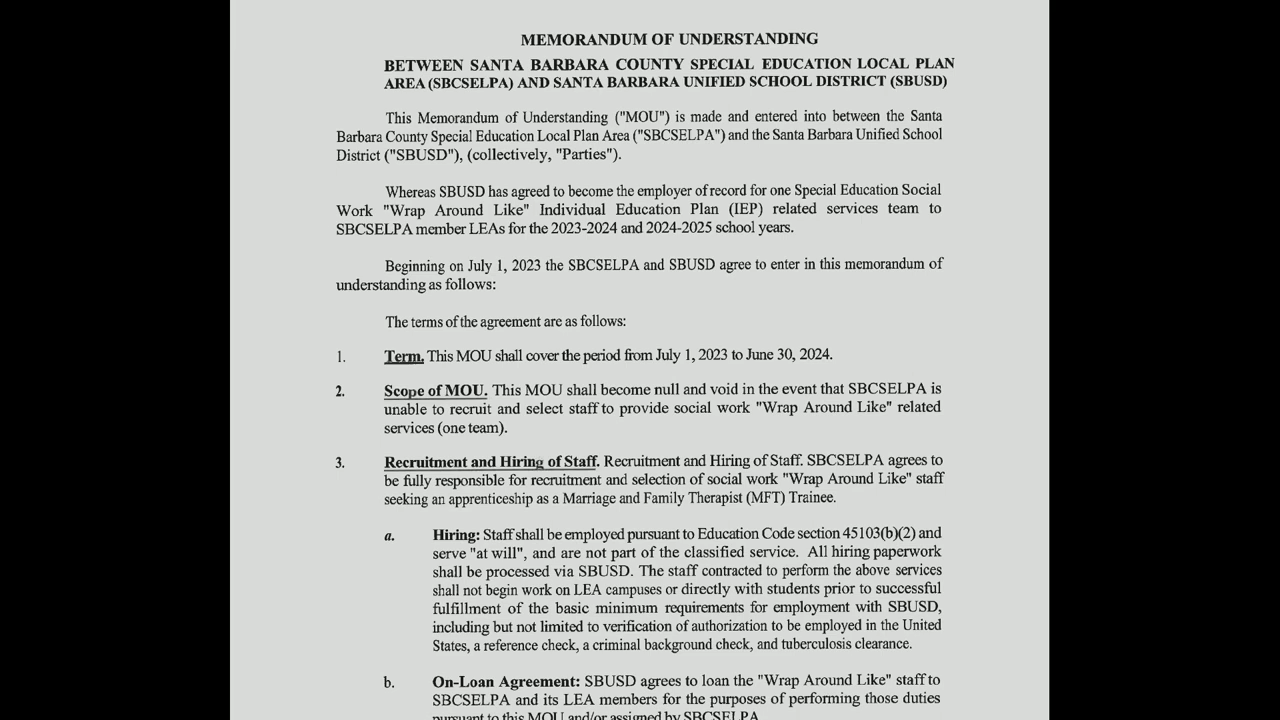 MEMORANDUM OF UNDERSTANDING
BETWEEN SANTA BARBARA COUNTY SPECIAL EDUCATION LOCAL PLAN
AREA (SBCSELPA) AND SANTA BARBARA UNIFIED SCHOOL DISTRICT (SBUSD)
This Memorandum of Understanding ("MOU") is made and entered into between the Santa
Barbara County Special Education Local Plan Area ("SBCSELPA") and the Santa Barbara Unified School
District ("SBUSD"), (collectively, "Parties").
Whereas SBUSD has agreed to become the employer of record for one Special Education Social
Work "Wrap Around Like" Individual Education Plan (IEP) related services team to
SBCSELPA member LEAs for the 2023-2024 and 2024-2025 school years.
Beginning on July 1, 2023 the SBCSELPA and SBUSD agree to enter in this memorandum of
understanding as follows:
The terms of the agreement are as follows:
1. Term. This MOU shall cover the period from July 1, 2023 to June 30, 2024.
2. Scope of MOU. This MOU shall become null and void in the event that SBCSELPA is
unable to recruit and select staff to provide social work "Wrap Around Like" related
services (one team).
3. Recruitment and Hiring of Staff. Recruitment and Hiring of Staff. SBCSELPA agrees to
be fully responsible for recruitment and selection of social work "Wrap Around Like" staff
seeking an apprenticeship as a Marriage and Family Therapist (MFT) Trainee.
a. Hiring: Staff shall be employed pursuant to Education Code section 45103(b)(2) and
serve "at will", and are not part of the classified service. All hiring paperwork
shall be processed via SBUSD. The staff contracted to perform the above services
shall not begin work on LEA campuses or directly with students prior to successful
fulfillment of the basic minimum requirements for employment with SBUSD,
including but not limited to verification of authorization to be employed in the United
States, a reference check, a criminal background check, and tuberculosis clearance.
b. On-Loan Agreement: SBUSD agrees to loan the "Wrap Around Like" staff to
SBCSELPA and its LEA members for the purposes of performing those duties
pursuant to this MOU and/or assigned by SBCSELPA.